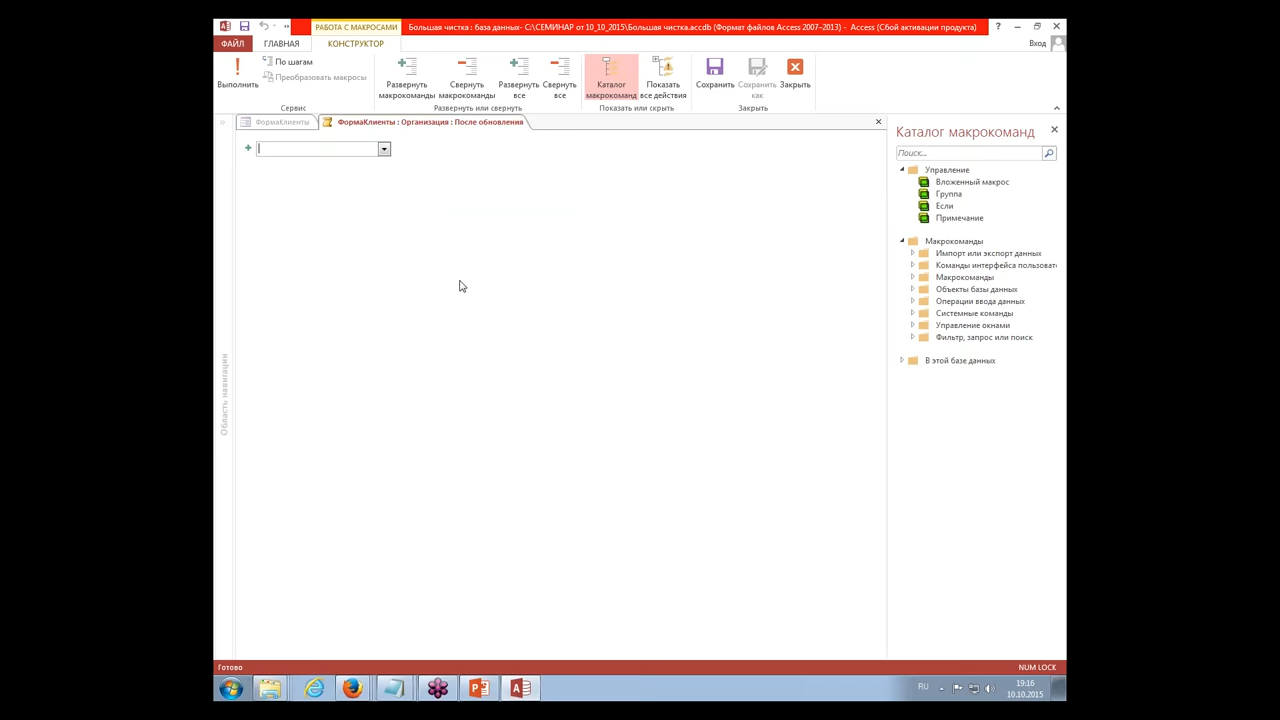 РАБОТА С МАКРОСАМИ
Большая чистка : база данных- C:\СЕМИНАР от 10_10_2015\Большая чистка.accdb (Формат файлов Access 2007–2013) - Access (Сбой активации продукта)
ФАЙЛ ГЛАВНАЯ КОНСТРУКТОР Вход
Выполнить
По шагам
Преобразовать макросы
Сервис
Развернуть макрокоманды
Свернуть макрокоманды
Развернуть все
Свернуть все
Развернуть или свернуть
Каталог макрокоманд
Показать все действия
Показать или скрыть
Сохранить
Сохранить как
Закрыть
Закрыть
ФормаКлиенты
ФормаКлиенты : Организация : После обновления
Область навигации
Каталог макрокоманд
Поиск...
Управление
Вложенный макрос
Группа
Если
Примечание
Макрокоманды
Импорт или экспорт данных
Команды интерфейса пользоват
Макрокоманды
Объекты базы данных
Операции ввода данных
Системные команды
Управление окнами
Фильтр, запрос или поиск
В этой базе данных
Готово
NUM LOCK
RU
19:16
10.10.2015